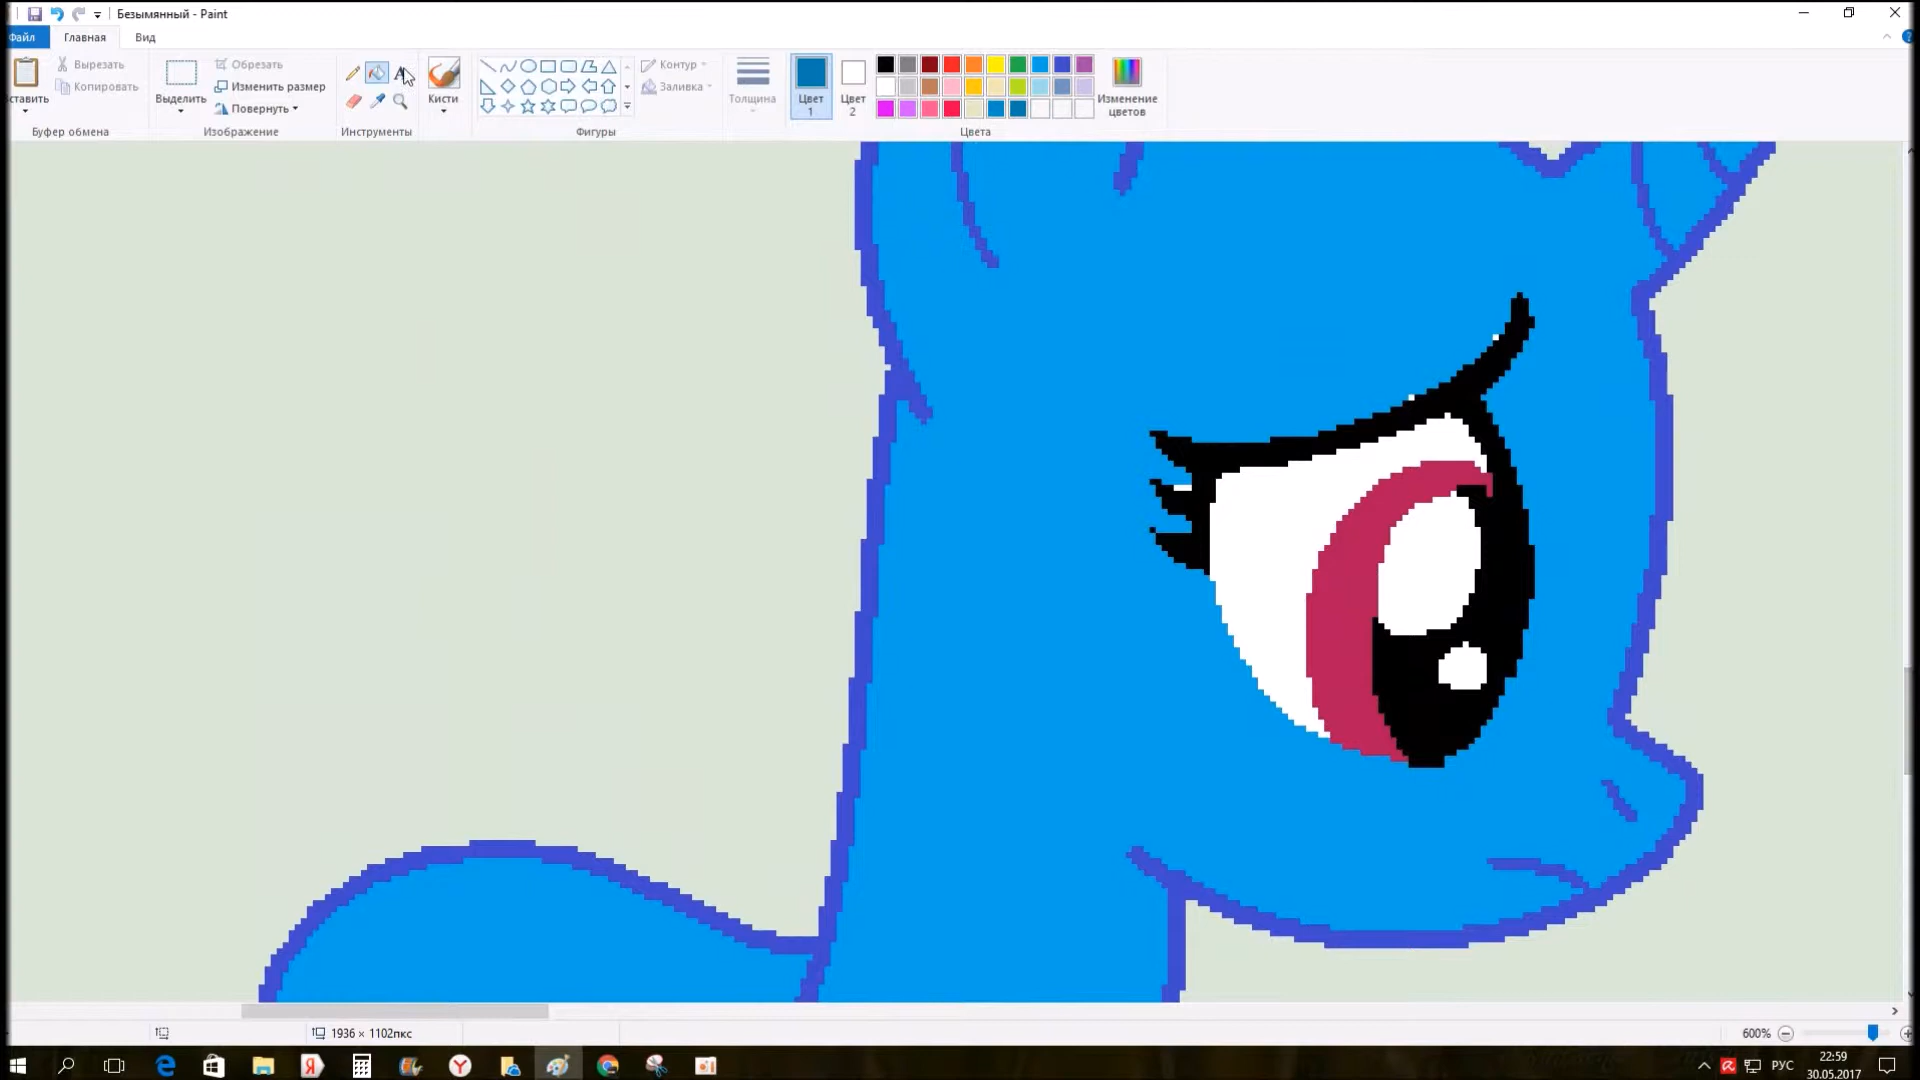 Безымянный - Paint
Файл
Главная
Вид
Вырезать
Копировать
Буфер обмена
Выделить
Обрезать
Изменить размер
Повернуть
Изображение
Инструменты
Кисти
Контур
Заливка
Фигуры
Толщина
Цвет
1
Цвет
2
Изменение
цветов
Цвета
1936 × 1102пкс
600%
РУС
22:59
30.05.2017